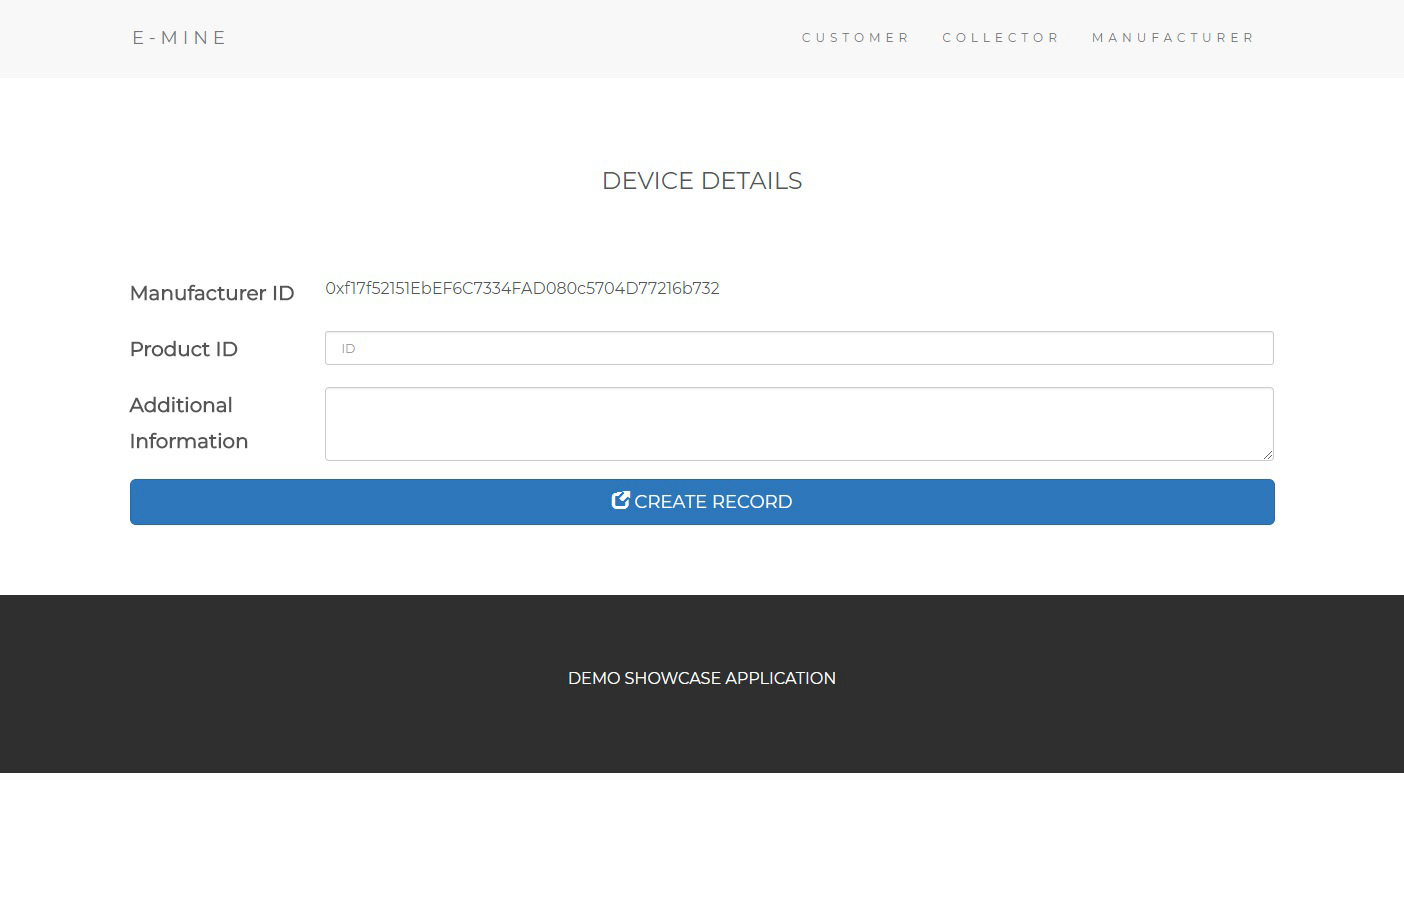 E-MINE
CUSTOMER COLLECTOR MANUFACTURER
DEVICE DETAILS
Manufacturer ID 0xf17f52151EbEF6C7334FAD080c5704D77216b732
Product ID ID
Additional
Information
CREATE RECORD
DEMO SHOWCASE APPLICATION